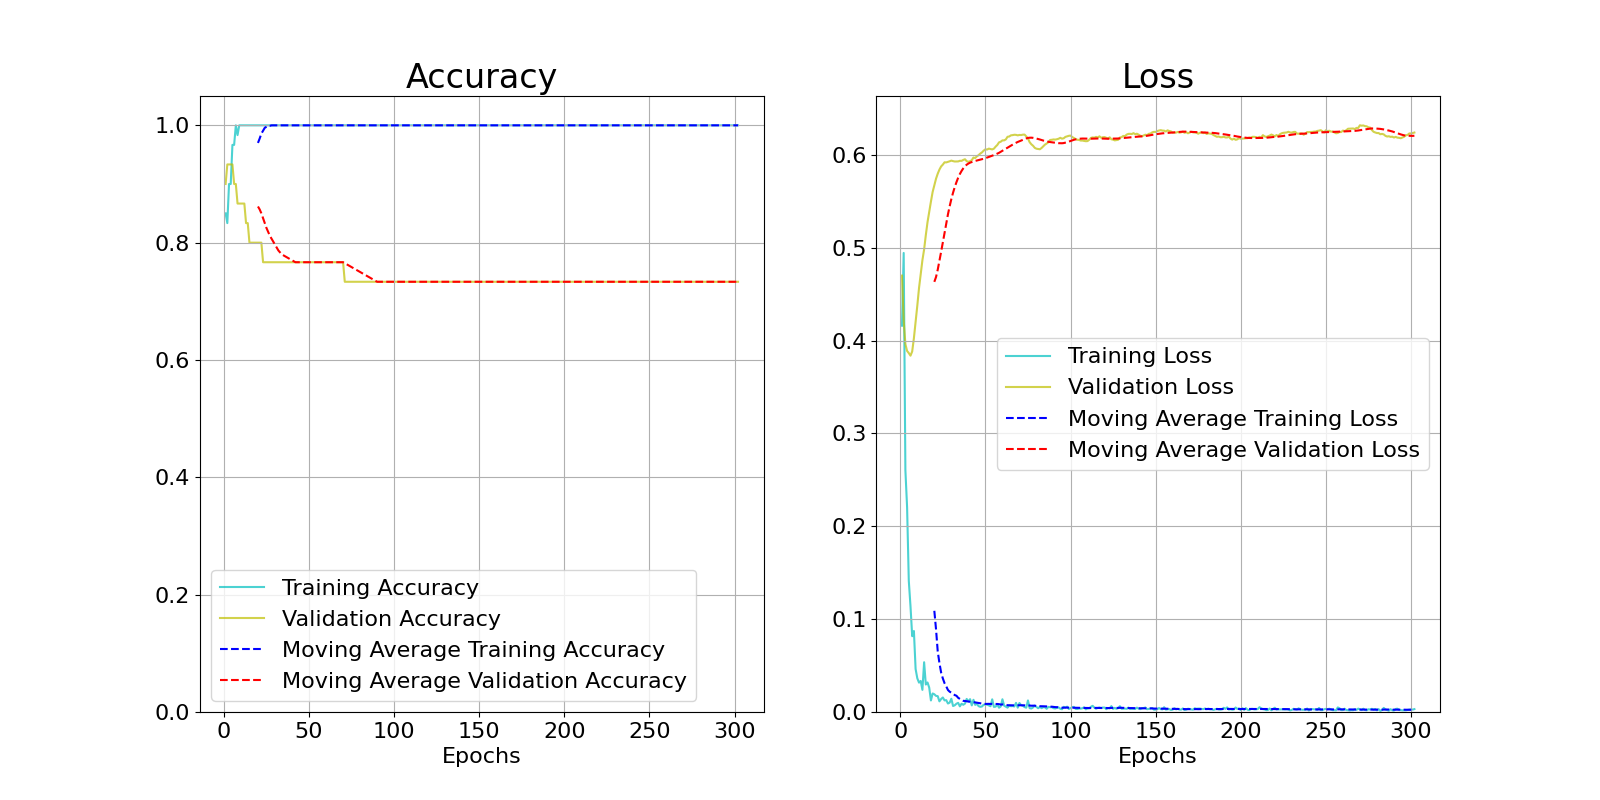 Accuracy
1.0
0.8
0.6
0.4
0.2
0.0
Training Accuracy
Validation Accuracy
Moving Average Training Accuracy
Moving Average Validation Accuracy
0 50 100 150 200 250 300
Epochs
Loss
0.6
0.5
0.4
0.3
0.2
0.1
0.0
Training Loss
Validation Loss
Moving Average Training Loss
Moving Average Validation Loss
0 50 100 150 200 250 300
Epochs